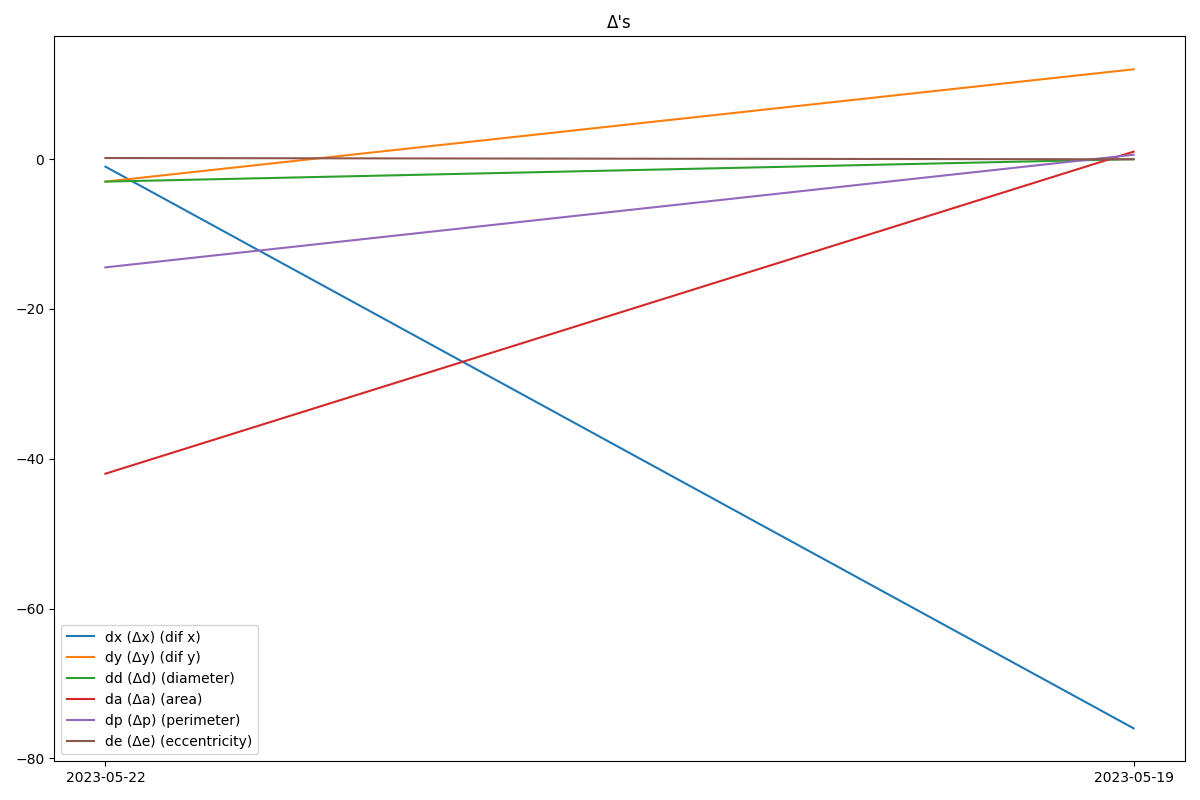 Δ's
0
−20
−40
−60
−80
dx (Δx) (dif x)
dy (Δy) (dif y)
dd (Δd) (diameter)
da (Δa) (area)
dp (Δp) (perimeter)
de (Δe) (eccentricity)
2023-05-22
2023-05-19